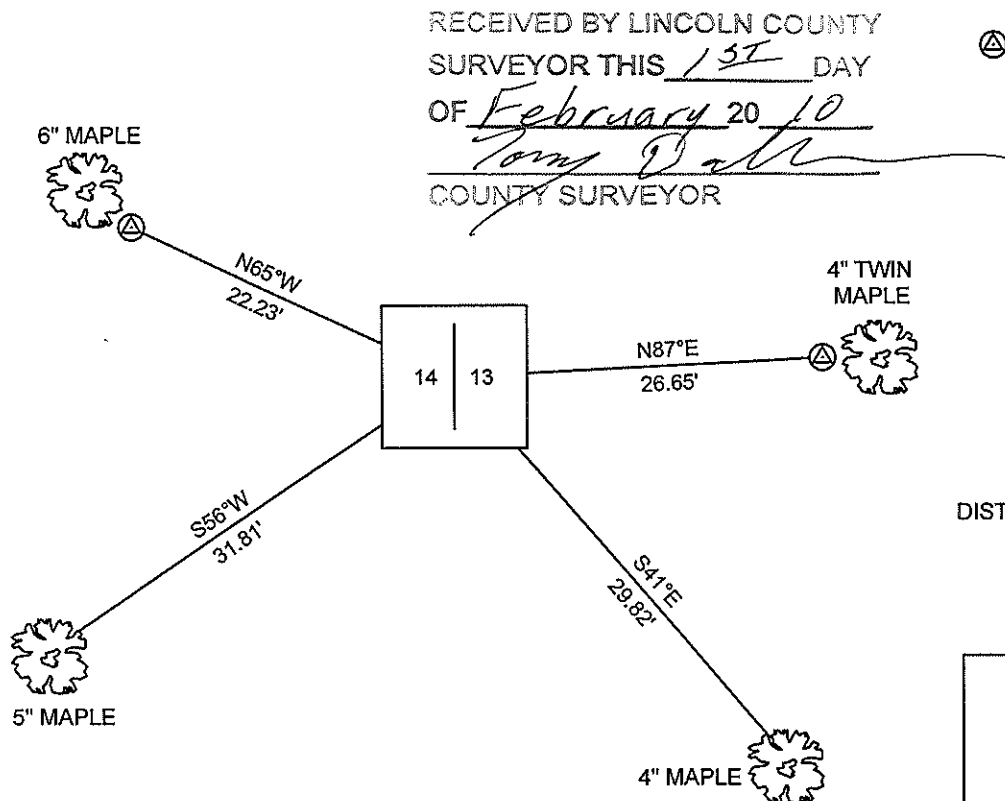 RECEIVED BY LINCOLN COUNTY
SURVEYOR THIS 1ST DAY
OF February 20 10
Tony
COUNTY SURVEYOR
6" MAPLE
N65°W
22.23'
4" TWIN
MAPLE
N87°E
26.65'
14 13
S56°W
31.81'
DIST
S41°E
29.82'
5" MAPLE
4" MAPLE